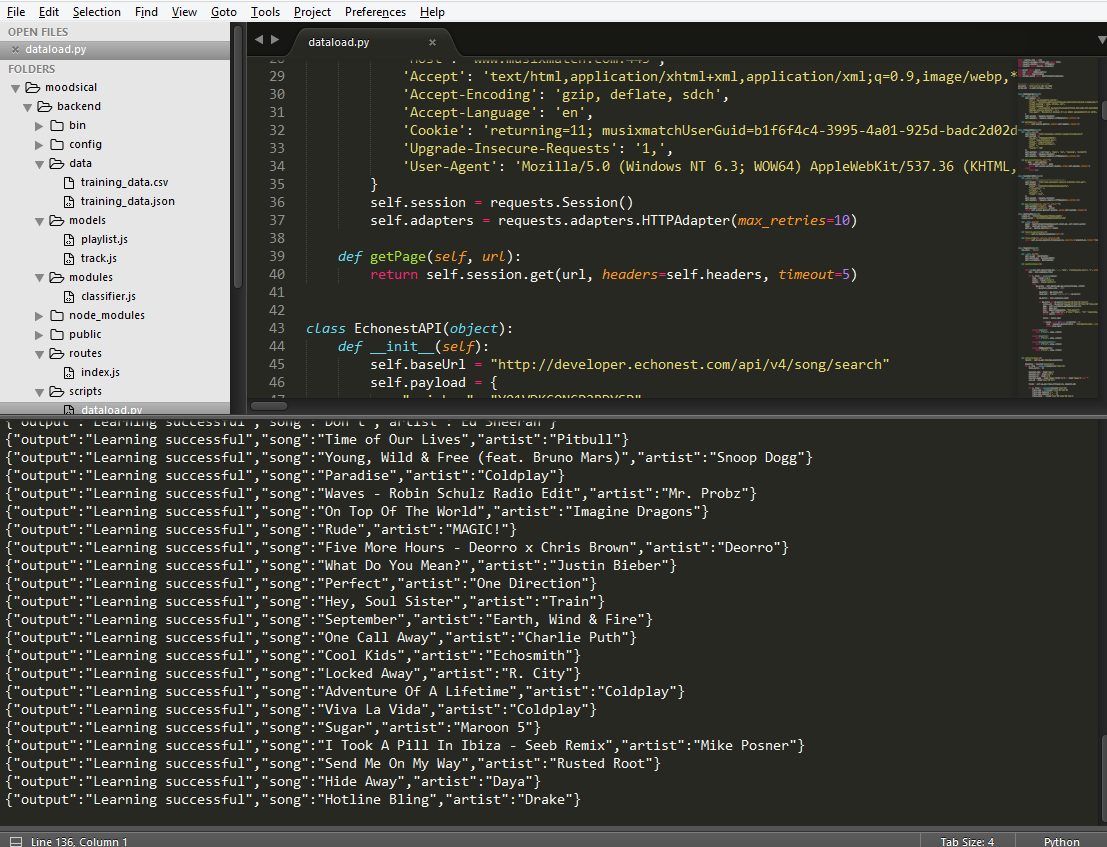 File Edit Selection Find View Goto Tools Project Preferences Help
OPEN FILES
× dataload.py
FOLDERS
moodsical
backend
bin
config
data
training_data.csv
training_data.json
models
playlist.js
track.js
modules
classifier.js
node_modules
public
routes
index.js
scripts
dataload.py
dataload.py ×
28 'Host': 'www.musixmatch.com:443',
29 'Accept': 'text/html,application/xhtml+xml,application/xml;q=0.9,image/webp,*
30 'Accept-Encoding': 'gzip, deflate, sdch',
31 'Accept-Language': 'en',
32 'Cookie': 'returning=11; musixmatchUserGuid=b1f6f4c4-3995-4a01-925d-badc2d02d
33 'Upgrade-Insecure-Requests': '1,',
34 'User-Agent': 'Mozilla/5.0 (Windows NT 6.3; WOW64) AppleWebKit/537.36 (KHTML,
35 }
36 self.session = requests.Session()
37 self.adapters = requests.adapters.HTTPAdapter(max_retries=10)
38
39 def getPage(self, url):
40 return self.session.get(url, headers=self.headers, timeout=5)
41
42
43 class EchonestAPI(object):
44 def __init__(self):
45 self.baseUrl = "http://developer.echonest.com/api/v4/song/search"
46 self.payload = {
{"output":"Learning successful","song":"Don't","artist":"Ed Sheeran"}
{"output":"Learning successful","song":"Time of Our Lives","artist":"Pitbull"}
{"output":"Learning successful","song":"Young, Wild & Free (feat. Bruno Mars)","artist":"Snoop Dogg"}
{"output":"Learning successful","song":"Paradise","artist":"Coldplay"}
{"output":"Learning successful","song":"Waves - Robin Schulz Radio Edit","artist":"Mr. Probz"}
{"output":"Learning successful","song":"On Top Of The World","artist":"Imagine Dragons"}
{"output":"Learning successful","song":"Rude","artist":"MAGIC!"}
{"output":"Learning successful","song":"Five More Hours - Deorro x Chris Brown","artist":"Deorro"}
{"output":"Learning successful","song":"What Do You Mean?","artist":"Justin Bieber"}
{"output":"Learning successful","song":"Perfect","artist":"One Direction"}
{"output":"Learning successful","song":"Hey, Soul Sister","artist":"Train"}
{"output":"Learning successful","song":"September","artist":"Earth, Wind & Fire"}
{"output":"Learning successful","song":"One Call Away","artist":"Charlie Puth"}
{"output":"Learning successful","song":"Cool Kids","artist":"Echosmith"}
{"output":"Learning successful","song":"Locked Away","artist":"R. City"}
{"output":"Learning successful","song":"Adventure Of A Lifetime","artist":"Coldplay"}
{"output":"Learning successful","song":"Viva La Vida","artist":"Coldplay"}
{"output":"Learning successful","song":"Sugar","artist":"Maroon 5"}
{"output":"Learning successful","song":"I Took A Pill In Ibiza - Seeb Remix","artist":"Mike Posner"}
{"output":"Learning successful","song":"Send Me On My Way","artist":"Rusted Root"}
{"output":"Learning successful","song":"Hide Away","artist":"Daya"}
{"output":"Learning successful","song":"Hotline Bling","artist":"Drake"}
Line 136, Column 1 Tab Size: 4 Python